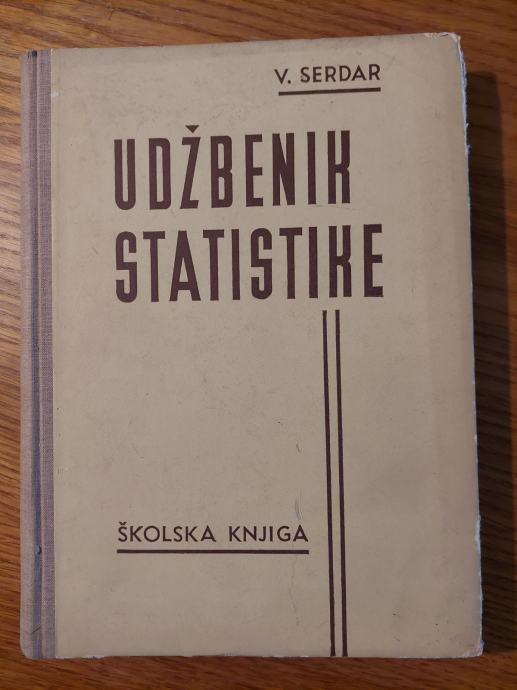 V. SERDAR
UDŽBENIK
STATISTIKE
ŠKOLSKA KNJIGA